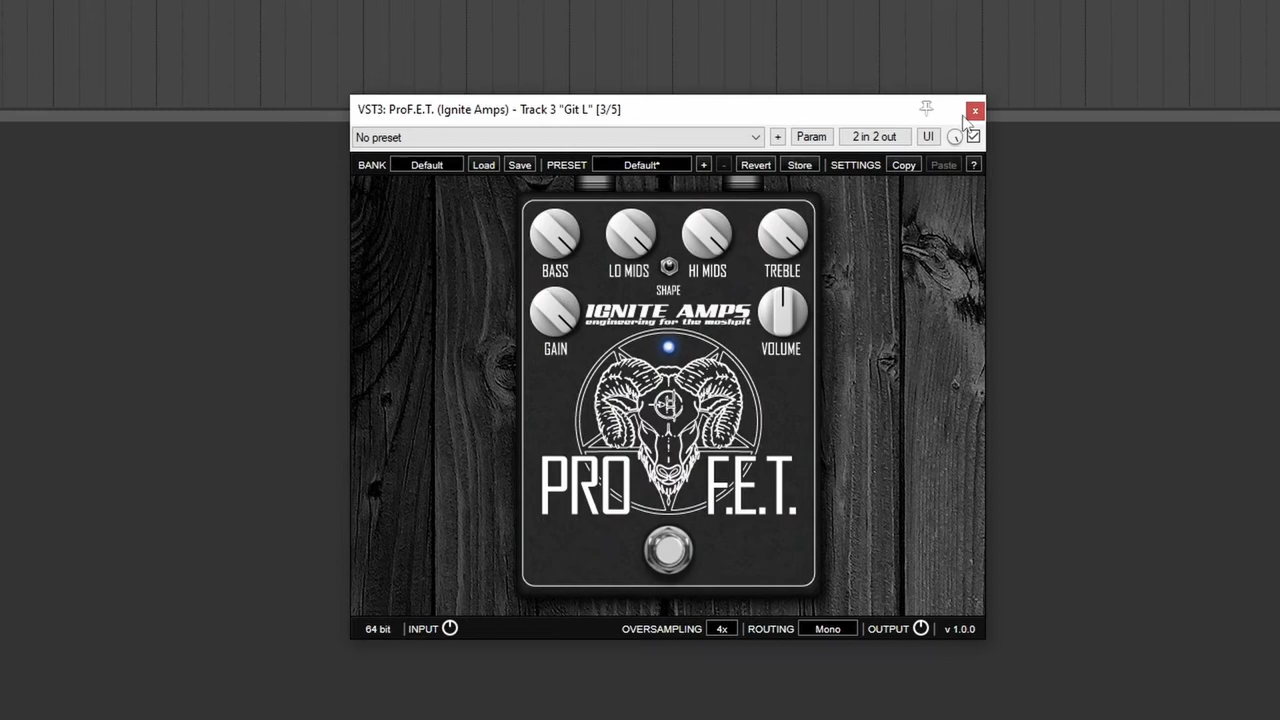 VST3: ProF.E.T. (Ignite Amps) - Track 3 "Git L" [3/5]
No preset + Param 2 in 2 out UI
BANK Default Load Save PRESET Default* + - Revert Store SETTINGS Copy Paste ?
BASS LO MIDS HI MIDS TREBLE
SHAPE
IGNITE AMPS
engineering for the moshpit
GAIN VOLUME
PRO F.E.T.
64 bit INPUT OVERSAMPLING 4x ROUTING Mono OUTPUT v 1.0.0